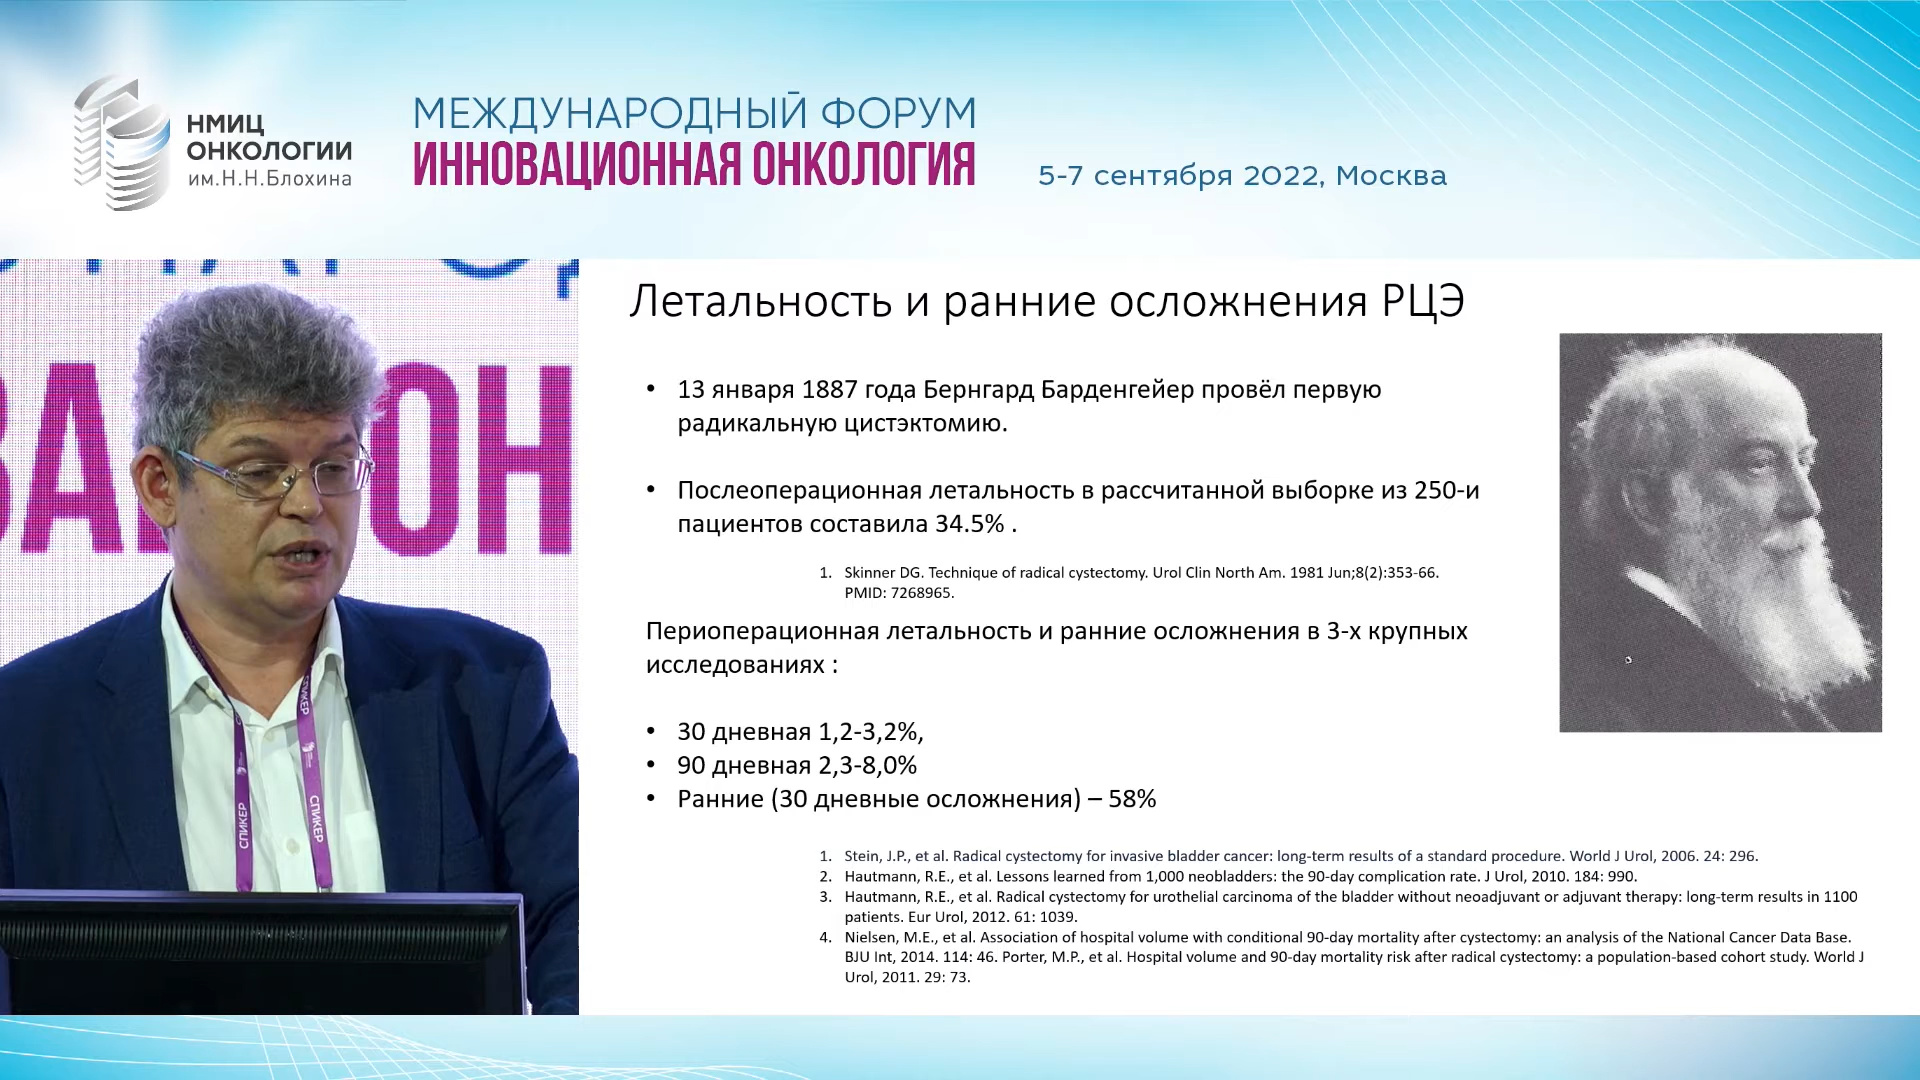 НМИЦ
ОНКОЛОГИИ
им.Н.Н.Блохина
МЕЖДУНАРОДНЫЙ ФОРУМ
ИННОВАЦИОННАЯ ОНКОЛОГИЯ
5-7 сентября 2022, Москва
Летальность и ранние осложнения РЦЭ
• 13 января 1887 года Бернгард Барденгейер провёл первую
радикальную цистэктомию.
• Послеоперационная летальность в рассчитанной выборке из 250-и
пациентов составила 34.5% .
1. Skinner DG. Technique of radical cystectomy. Urol Clin North Am. 1981 Jun;8(2):353-66.
PMID: 7268965.
Периоперационная летальность и ранние осложнения в 3-х крупных
исследованиях :
• 30 дневная 1,2-3,2%,
• 90 дневная 2,3-8,0%
• Ранние (30 дневные осложнения) – 58%
1. Stein, J.P., et al. Radical cystectomy for invasive bladder cancer: long-term results of a standard procedure. World J Urol, 2006. 24: 296.
2. Hautmann, R.E., et al. Lessons learned from 1,000 neobladders: the 90-day complication rate. J Urol, 2010. 184: 990.
3. Hautmann, R.E., et al. Radical cystectomy for urothelial carcinoma of the bladder without neoadjuvant or adjuvant therapy: long-term results in 1100
patients. Eur Urol, 2012. 61: 1039.
4. Nielsen, M.E., et al. Association of hospital volume with conditional 90-day mortality after cystectomy: an analysis of the National Cancer Data Base.
BJU Int, 2014. 114: 46. Porter, M.P., et al. Hospital volume and 90-day mortality risk after radical cystectomy: a population-based cohort study. World J
Urol, 2011. 29: 73.
СПИКЕР
СПИКЕР
СПИКЕР